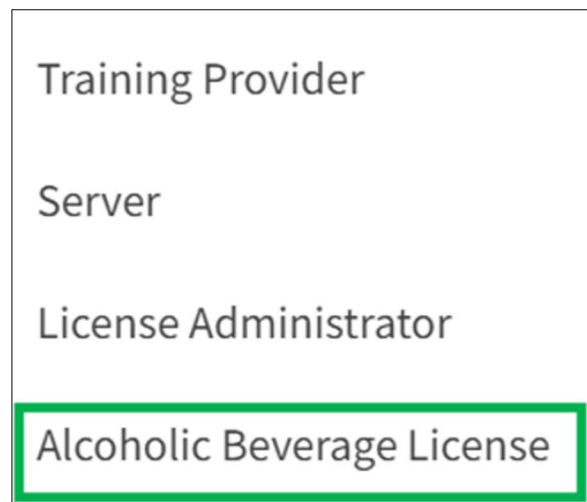 Training Provider
Server
License Administrator
Alcoholic Beverage License